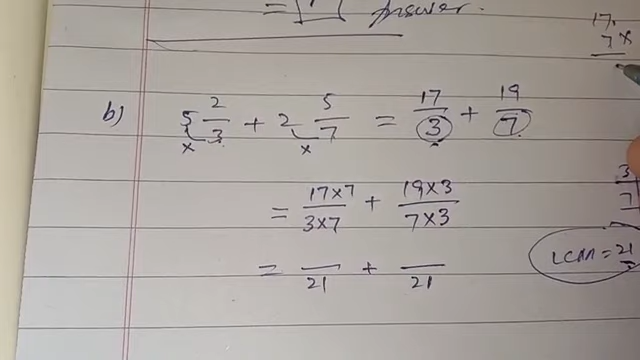 = Answer.
17
7 ×
b) 5 2/3 + 2 5/7 = 17/3 + 19/7
× ×
= 17×7/3×7 + 19×3/7×3
3
7
LCM = 21
= /21 + /21